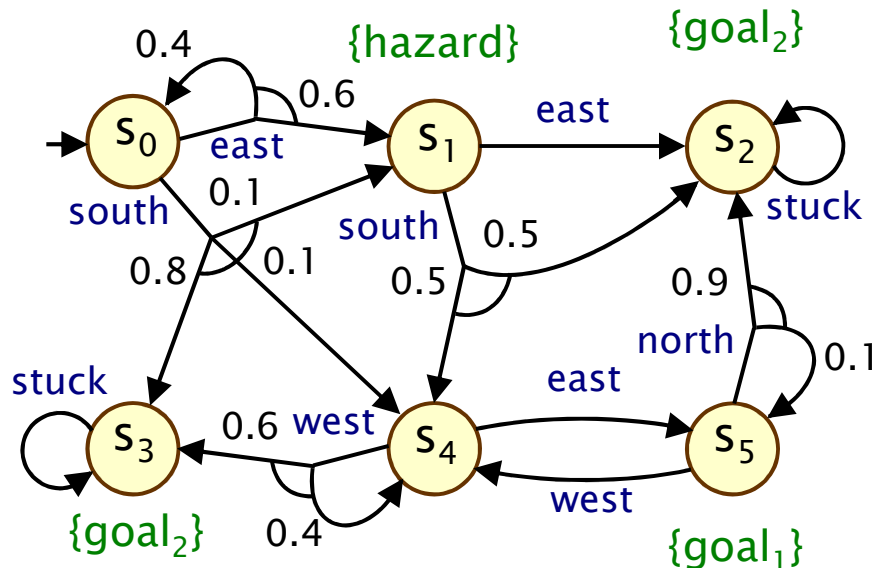 {goal₂}
{hazard}
0.4
0.6
east
s₀
s₁
s₂
east
0.1
south
south
0.5
stuck
0.8
0.1
0.5
0.9
north
0.1
stuck
east
0.6
west
s₃
s₄
s₅
west
0.4
{goal₂}
{goal₁}